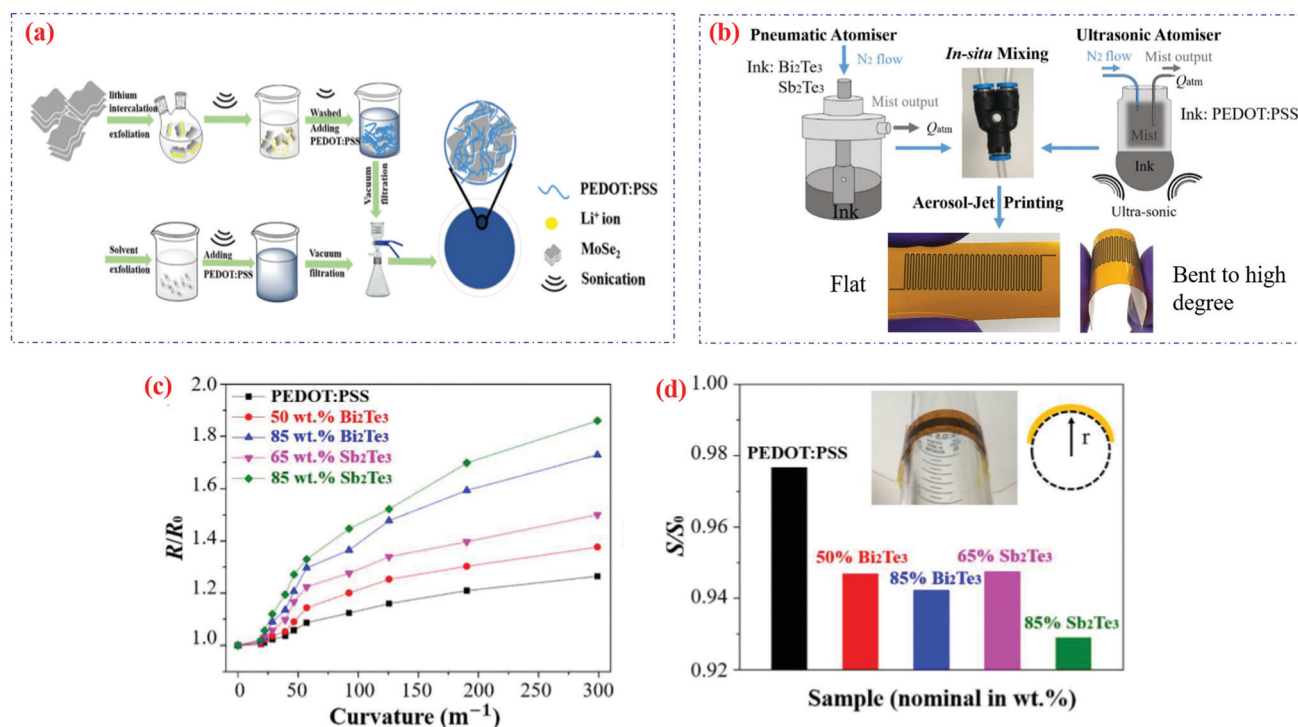 (a)
lithium
intercalation
exfoliation
Washed
Adding
PEDOT:PSS
Vacuum
filtration
Solvent
exfoliation
Adding
PEDOT:PSS
Vacuum
filtration
PEDOT:PSS
Li⁺ ion
MoSe₂
Sonication
(b)
Pneumatic Atomiser
N₂ flow
Ink: Bi₂Te₃
Sb₂Te₃
Mist output
Qatm
Ink
In-situ Mixing
Ultrasonic Atomiser
N₂ flow
Mist output
Qatm
Ink: PEDOT:PSS
Mist
Ink
Ultra-sonic
Aerosol-Jet Printing
Flat
Bent to high
degree
(c)
PEDOT:PSS
50 wt.% Bi₂Te₃
85 wt.% Bi₂Te₃
65 wt.% Sb₂Te₃
85 wt.% Sb₂Te₃
R/R₀
2.0
1.8
1.6
1.4
1.2
1.0
0 50 100 150 200 250 300
Curvature (m⁻¹)
(d)
S/S₀
1.00
0.98
0.96
0.94
0.92
PEDOT:PSS
50% Bi₂Te₃
85% Bi₂Te₃
65% Sb₂Te₃
85% Sb₂Te₃
r
Sample (nominal in wt.%)